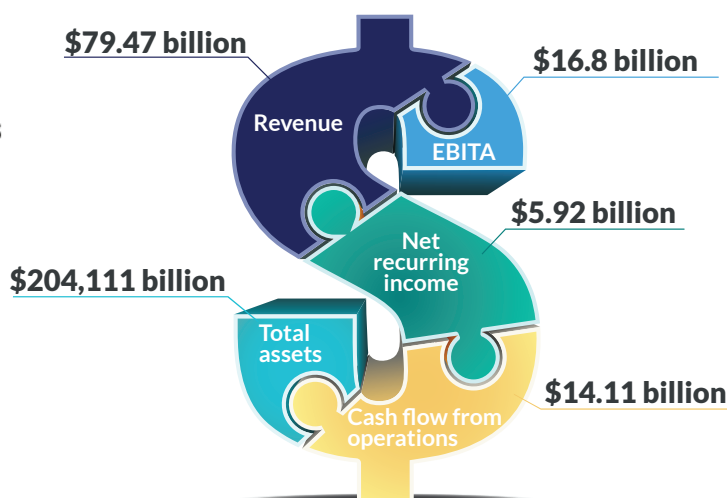 $79.47 billion
$16.8 billion
Revenue
EBITA
$5.92 billion
Net
recurring
income
$204,111 billion
Total
assets
$14.11 billion
Cash flow from
operations